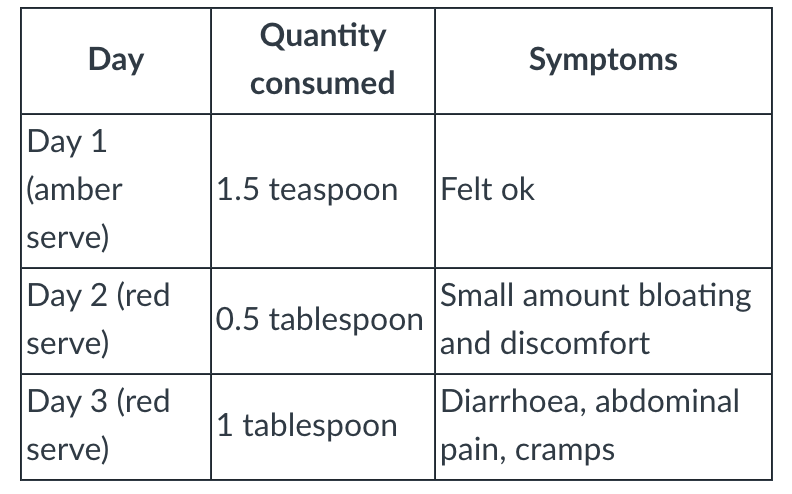 Day
Quantity
consumed
Symptoms
Day 1
(amber
serve)
1.5 teaspoon
Felt ok
Day 2 (red
serve)
0.5 tablespoon
Small amount bloating
and discomfort
Day 3 (red
serve)
1 tablespoon
Diarrhoea, abdominal
pain, cramps